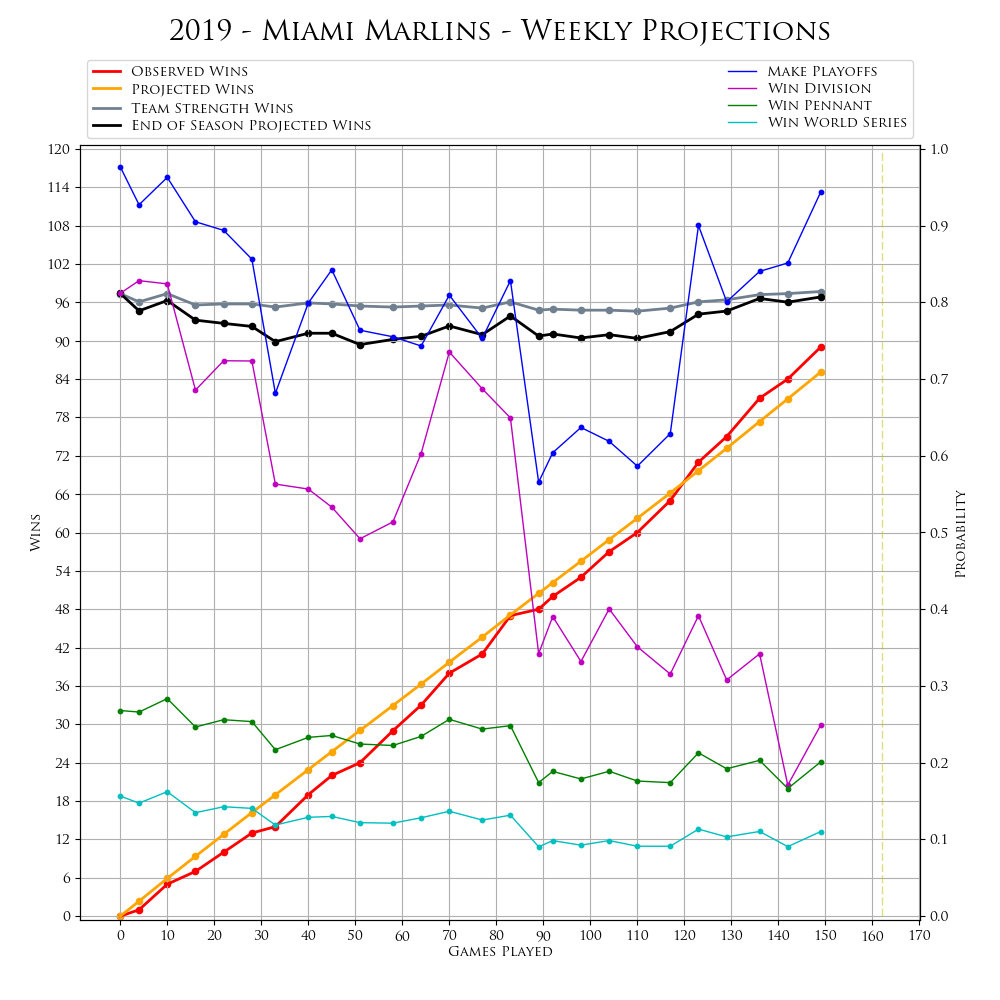 2019 - Miami Marlins - Weekly Projections
Observed Wins
Projected Wins
Team Strength Wins
End of Season Projected Wins
Make Playoffs
Win Division
Win Pennant
Win World Series
120
114
108
102
96
90
84
78
72
66
60
54
48
42
36
30
24
18
12
6
0
Wins
1.0
0.9
0.8
0.7
0.6
0.5
0.4
0.3
0.2
0.1
0.0
Probability
0 10 20 30 40 50 60 70 80 90 100 110 120 130 140 150 160 170
Games Played